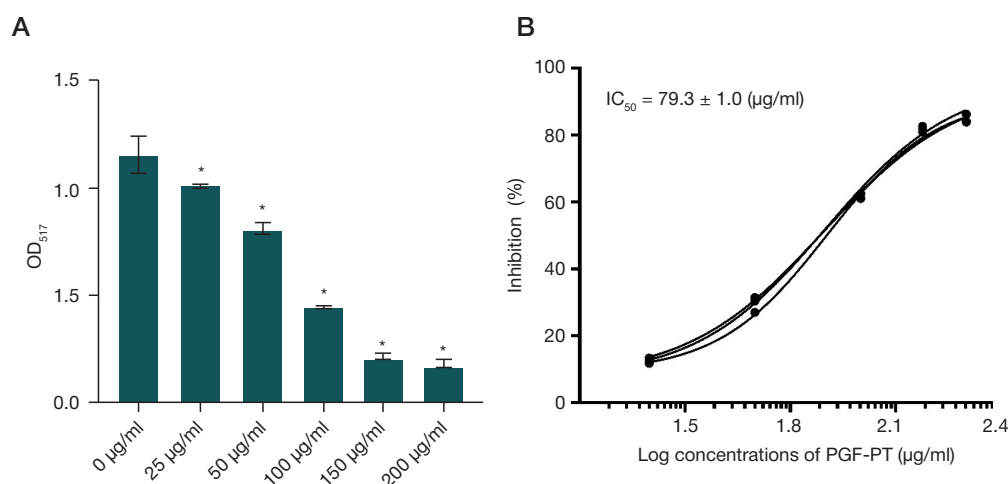 A
1.5
1.0
1.5
0.0
OD517
*
*
*
*
*
0 µg/ml
25 µg/ml
50 µg/ml
100 µg/ml
150 µg/ml
200 µg/ml
B
IC50 = 79.3 ± 1.0 (µg/ml)
100
80
60
40
20
0
Inhibition (%)
1.5
1.8
2.1
2.4
Log concentrations of PGF-PT (µg/ml)